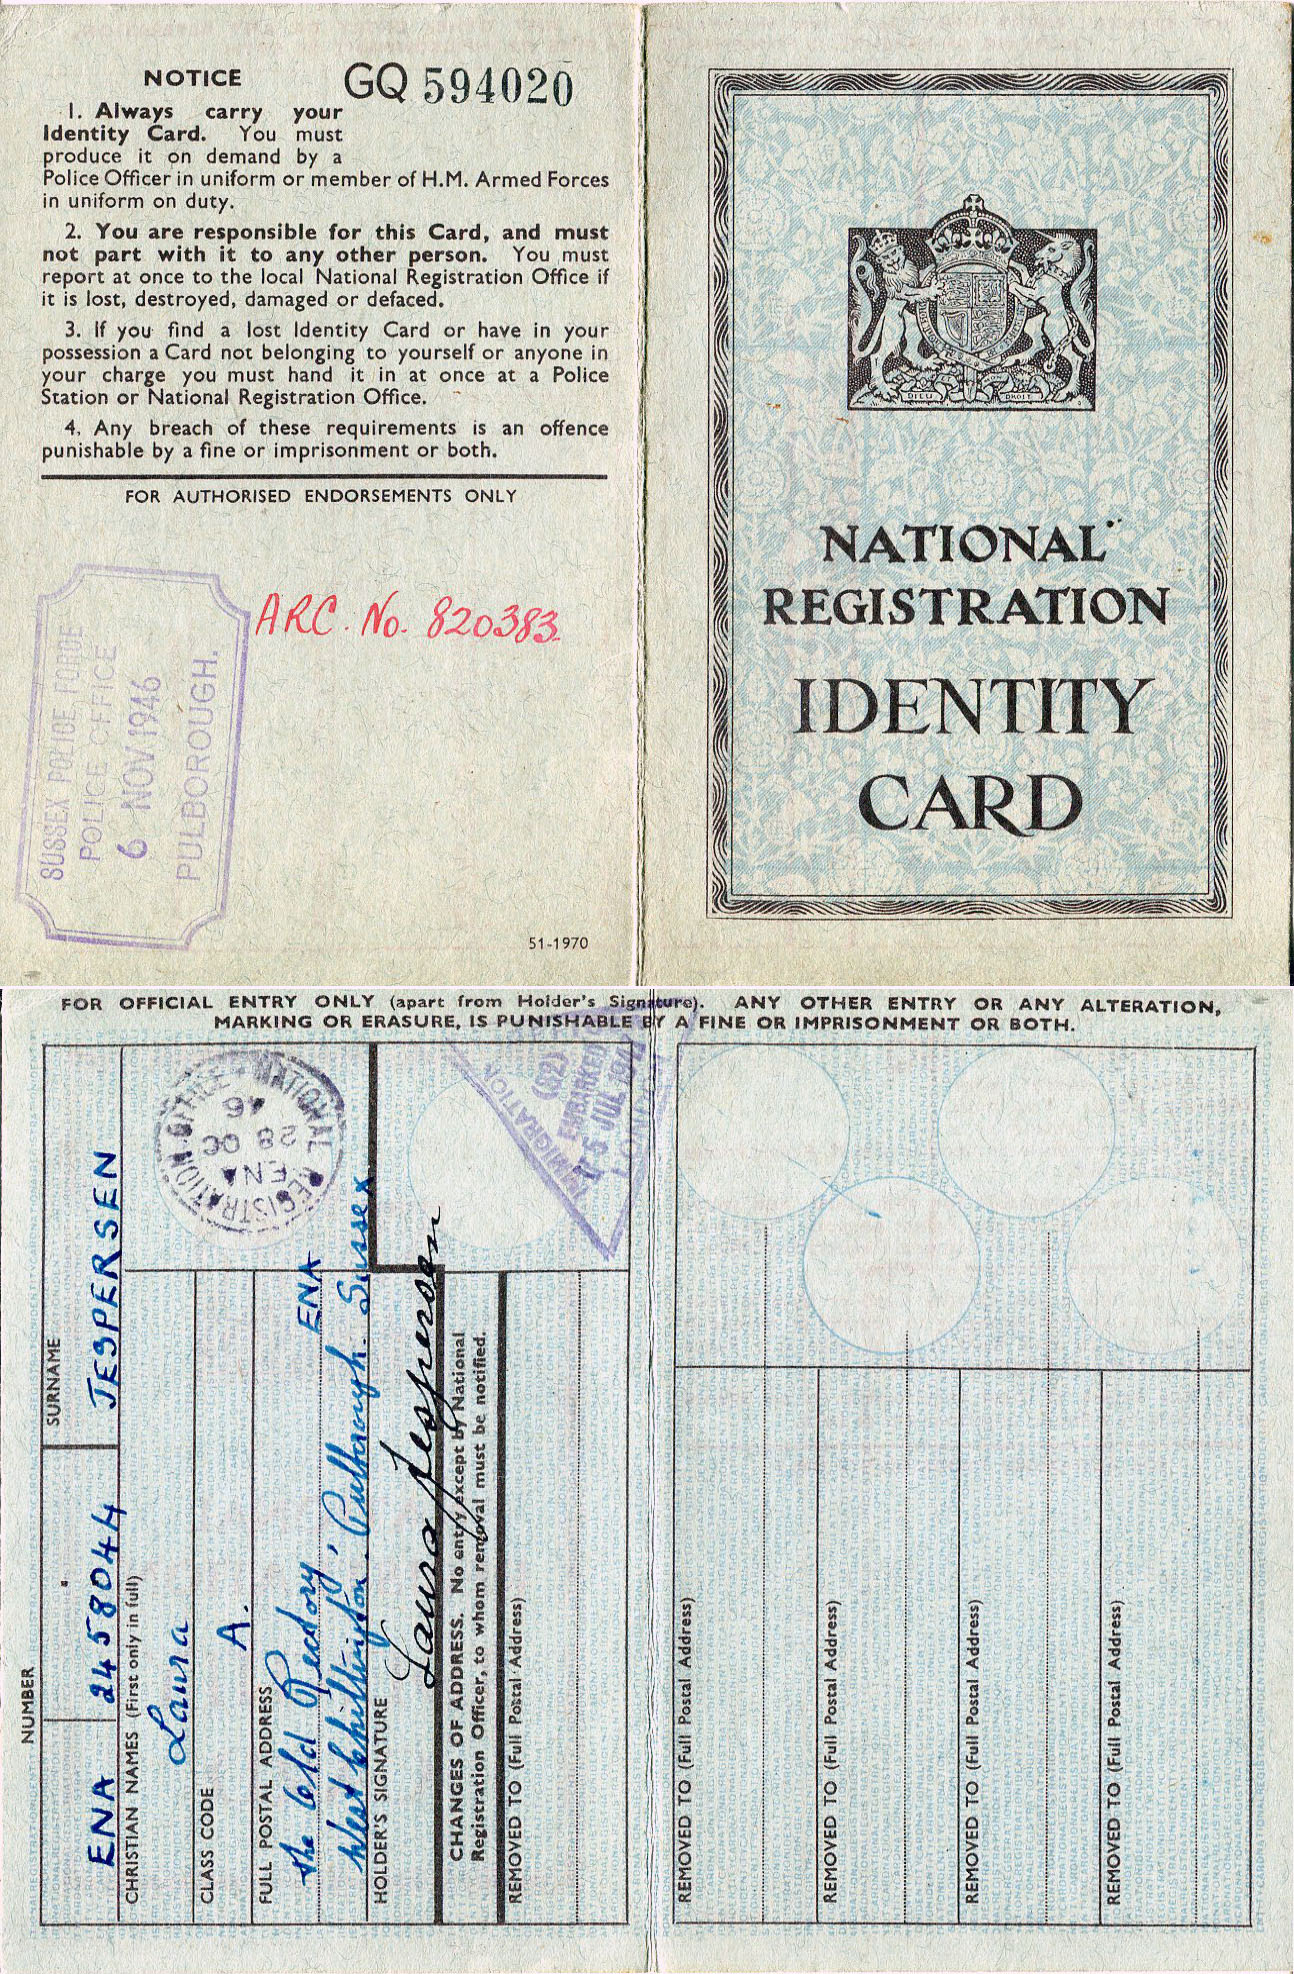 NOTICE
GQ 594020
1. Always carry your
Identity Card. You must
produce it on demand by a
Police Officer in uniform or member of H.M. Armed Forces
in uniform on duty.
2. You are responsible for this Card, and must
not part with it to any other person. You must
report at once to the local National Registration Office if
it is lost, destroyed, damaged or defaced.
3. If you find a lost Identity Card or have in your
possession a Card not belonging to yourself or anyone in
your charge you must hand it in at once at a Police
Station or National Registration Office.
4. Any breach of these requirements is an offence
punishable by a fine or imprisonment or both.
FOR AUTHORISED ENDORSEMENTS ONLY
ARC. No. 820383.
SUSSEX POLICE FORCE
POLICE OFFICE
6 NOV 1946
PULBOROUGH.
51-1970
DIEU DROIT
NATIONAL
REGISTRATION
IDENTITY
CARD
FOR OFFICIAL ENTRY ONLY (apart from Holder's Signature). ANY OTHER ENTRY OR ANY ALTERATION,
MARKING OR ERASURE, IS PUNISHABLE BY A FINE OR IMPRISONMENT OR BOTH.
NUMBER
SURNAME
ENA 2458044 JESPERSEN
CHRISTIAN NAMES (First only in full)
Laura
CLASS CODE
A.
FULL POSTAL ADDRESS
The Old Rectory, ENA
West Chiltington, Pulborough. Sussex
HOLDER'S SIGNATURE
Laura Jespersen
NATIONAL REGISTRATION OFFICE
46
28 OC
ENA
IMMIGRATION
(82)
EMBARKED
5 JUL 194
LONDON
CHANGES OF ADDRESS. No entry except by National
Registration Officer, to whom removal must be notified.
REMOVED TO (Full Postal Address)
REMOVED TO (Full Postal Address)
REMOVED TO (Full Postal Address)
REMOVED TO (Full Postal Address)
REMOVED TO (Full Postal Address)